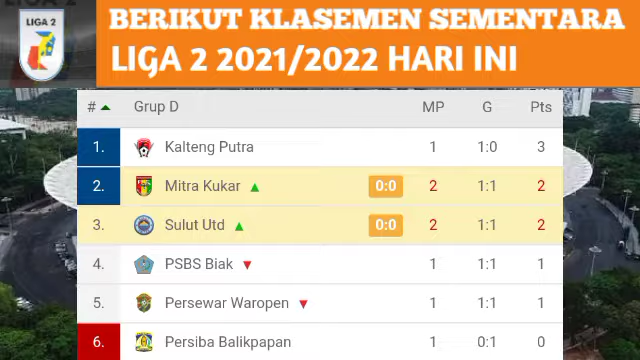 LIGA 2
LIGA 2
BERIKUT KLASEMEN SEMENTARA
LIGA 2 2021/2022 HARI INI
# Grup D MP G Pts
1. Kalteng Putra 1 1:0 3
2. Mitra Kukar 0:0 2 1:1 2
3. Sulut Utd 0:0 2 1:1 2
4. PSBS Biak 1 1:1 1
5. Persewar Waropen 1 1:1 1
6. Persiba Balikpapan 1 0:1 0